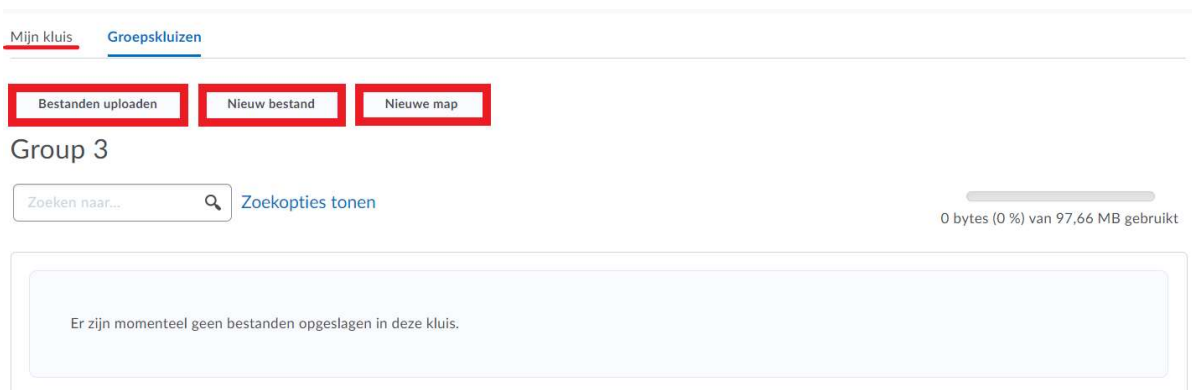 Mijn kluis Groepskluizen
Bestanden uploaden Nieuw bestand Nieuwe map
Group 3
Zoeken naar... Zoekopties tonen
0 bytes (0 %) van 97,66 MB gebruikt
Er zijn momenteel geen bestanden opgeslagen in deze kluis.